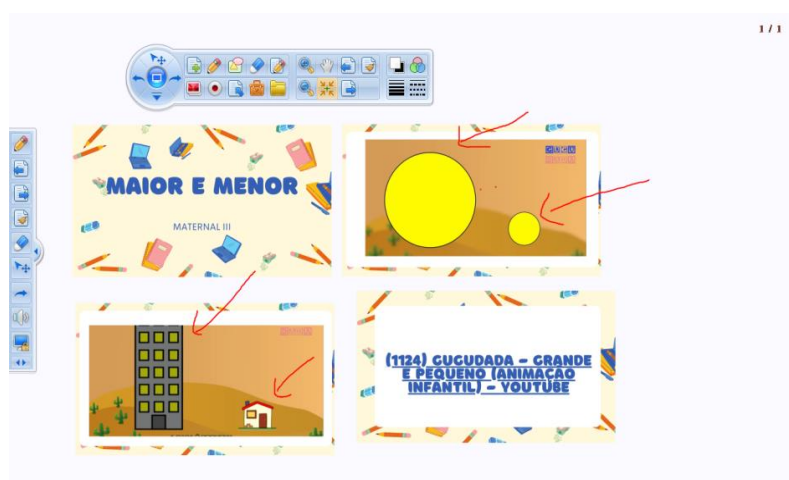 1 / 1
MAIOR E MENOR
MATERNAL III
(1124) GUGUDADA – GRANDE
E PEQUENO (ANIMAÇÃO
INFANTIL) – YOUTUBE